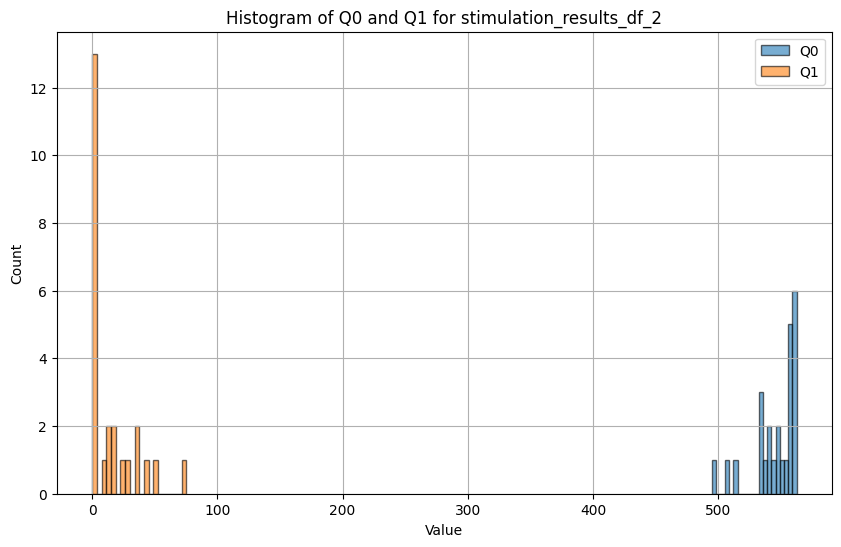 Histogram of Q0 and Q1 for stimulation_results_df_2
Q0
Q1
12
10
8
6
4
2
0
Count
0
100
200
300
400
500
Value